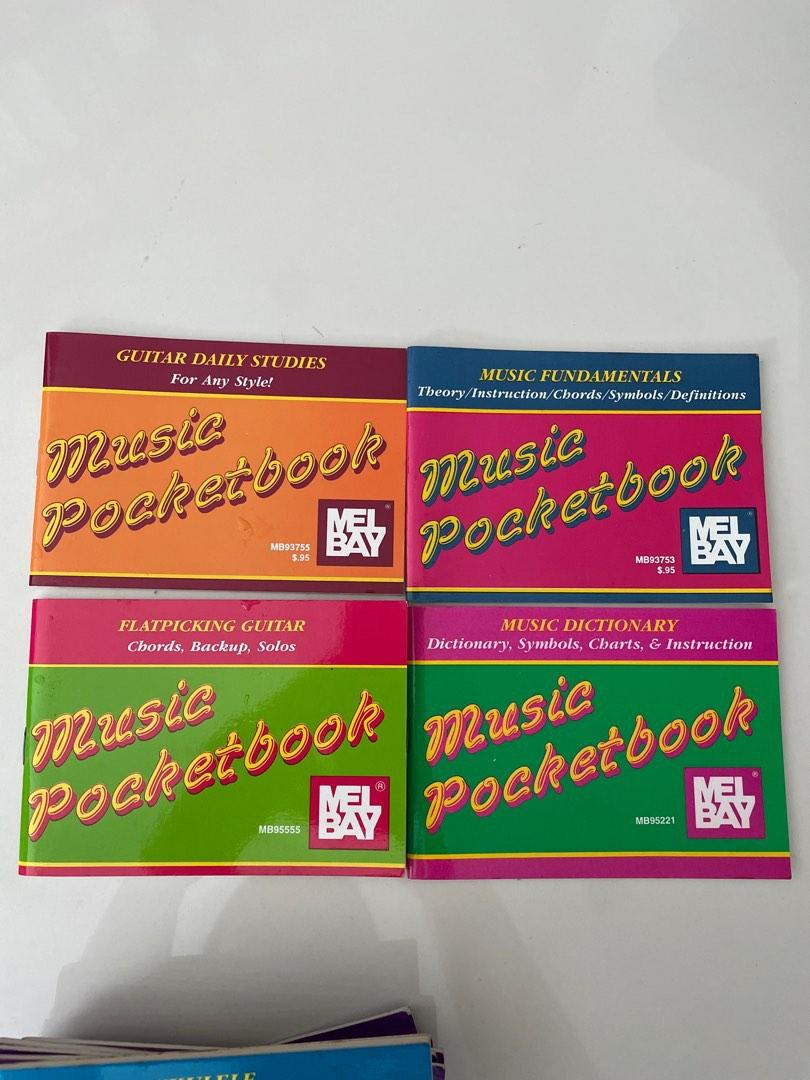 GUITAR DAILY STUDIES
For Any Style!
Music
Pocketbook
MB93755
$.95
MEL
BAY
®
MUSIC FUNDAMENTALS
Theory/Instruction/Chords/Symbols/Definitions
Music
Pocketbook
MB93753
$.95
MEL
BAY
®
FLATPICKING GUITAR
Chords, Backup, Solos
Music
Pocketbook
MB95555
MEL
BAY
®
MUSIC DICTIONARY
Dictionary, Symbols, Charts, & Instruction
Music
Pocketbook
MB95221
MEL
BAY
®